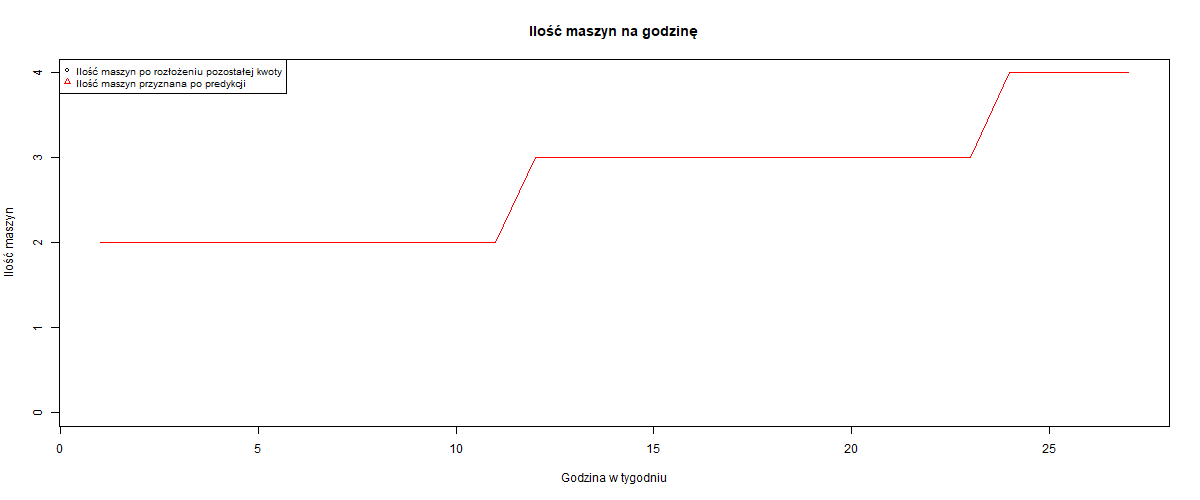 Ilość maszyn na godzinę
Ilość maszyn po rozłożeniu pozostałej kwoty
Ilość maszyn przyznana po predykcji
4
3
2
1
0
Ilość maszyn
0 5 10 15 20 25
Godzina w tygodniu